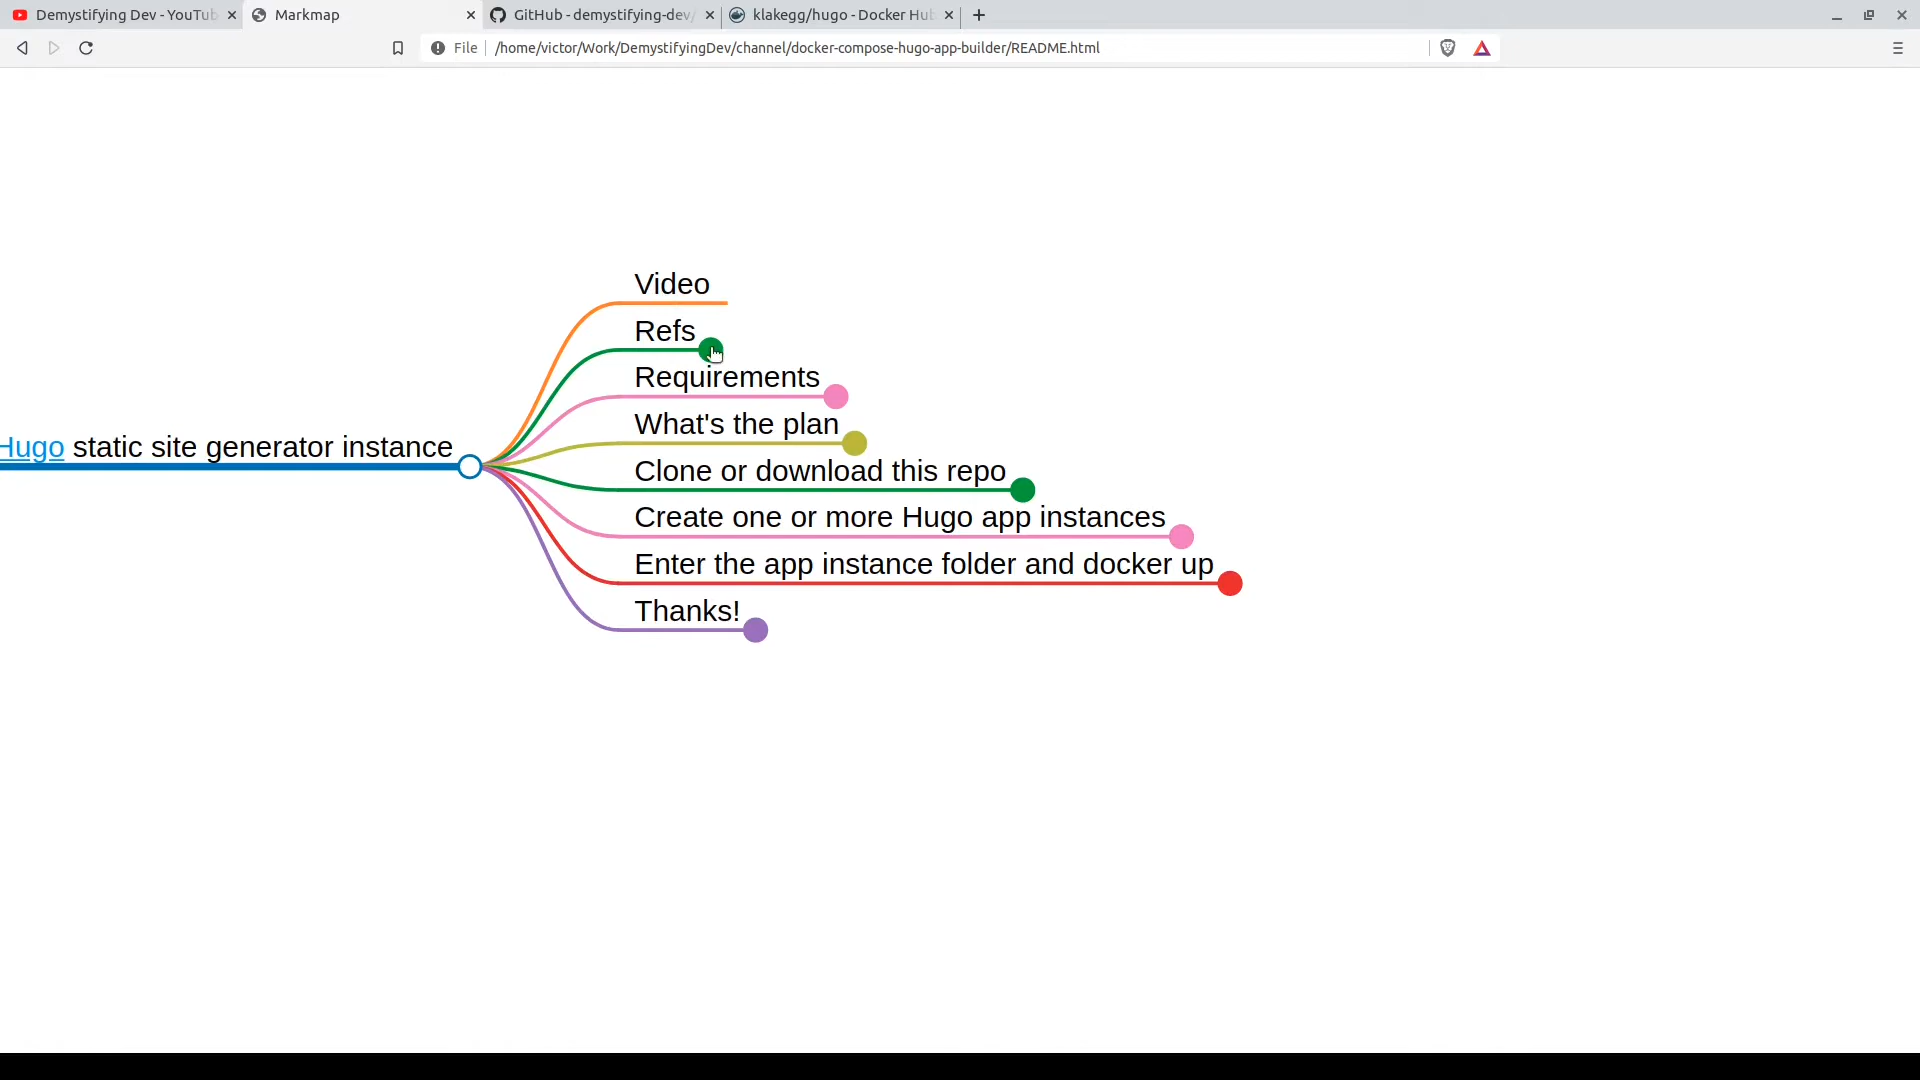 Demystifying Dev - YouTub
Markmap
GitHub - demystifying-dev/
klakegg/hugo - Docker Hub
File
/home/victor/Work/DemystifyingDev/channel/docker-compose-hugo-app-builder/README.html
Video
Refs
Requirements
What's the plan
Hugo static site generator instance
Clone or download this repo
Create one or more Hugo app instances
Enter the app instance folder and docker up
Thanks!